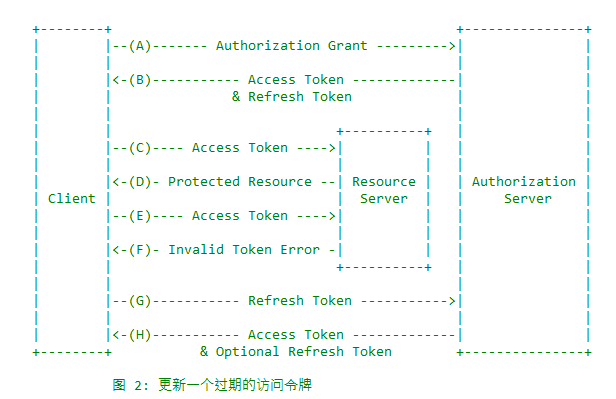 +--------+                                           +---------------+
|        |--(A)------- Authorization Grant --------->|               |
|        |                                           |               |
|        |<-(B)----------- Access Token -------------|               |
|        |               & Refresh Token             |               |
|        |                                           |               |
|        |                            +----------+   |               |
|        |--(C)---- Access Token ---->|          |   |               |
|        |                            |          |   |               |
|        |<-(D)- Protected Resource --| Resource |   | Authorization |
| Client |                            |  Server  |   |     Server    |
|        |--(E)---- Access Token ---->|          |   |               |
|        |                            |          |   |               |
|        |<-(F)- Invalid Token Error -|          |   |               |
|        |                            +----------+   |               |
|        |                                           |               |
|        |--(G)----------- Refresh Token ----------->|               |
|        |                                           |               |
|        |<-(H)----------- Access Token -------------|               |
+--------+           & Optional Refresh Token        +---------------+
图 2: 更新一个过期的访问令牌